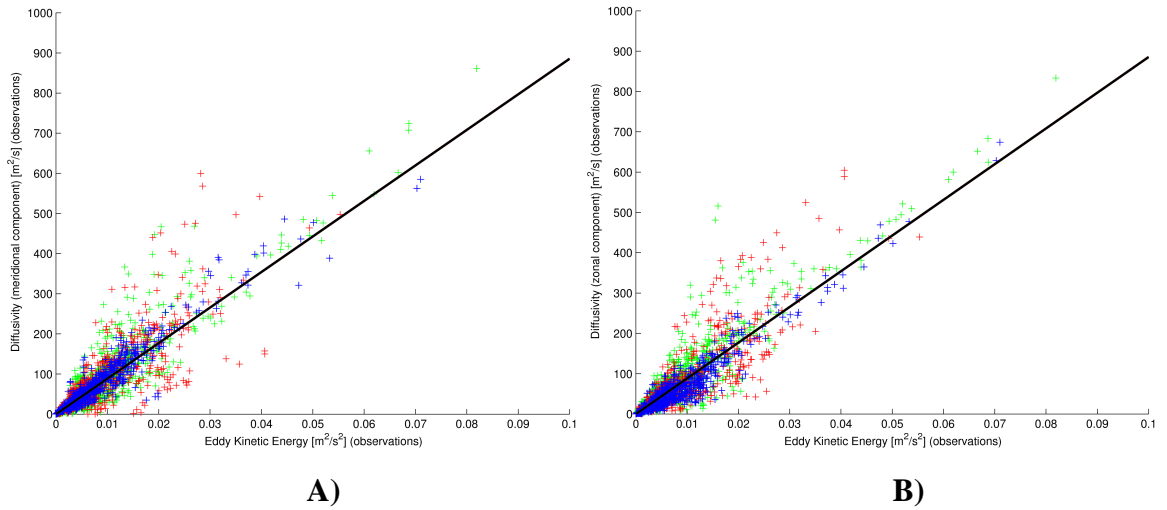 1000
900
800
700
600
500
400
300
200
100
0
Diffusivity (meridional component) [m²/s] (observations)
0 0.01 0.02 0.03 0.04 0.05 0.06 0.07 0.08 0.09 0.1
Eddy Kinetic Energy [m²/s²] (observations)
A)
1000
900
800
700
600
500
400
300
200
100
0
Diffusivity (zonal component) [m²/s] (observations)
0 0.01 0.02 0.03 0.04 0.05 0.06 0.07 0.08 0.09 0.1
Eddy Kinetic Energy [m²/s²] (observations)
B)